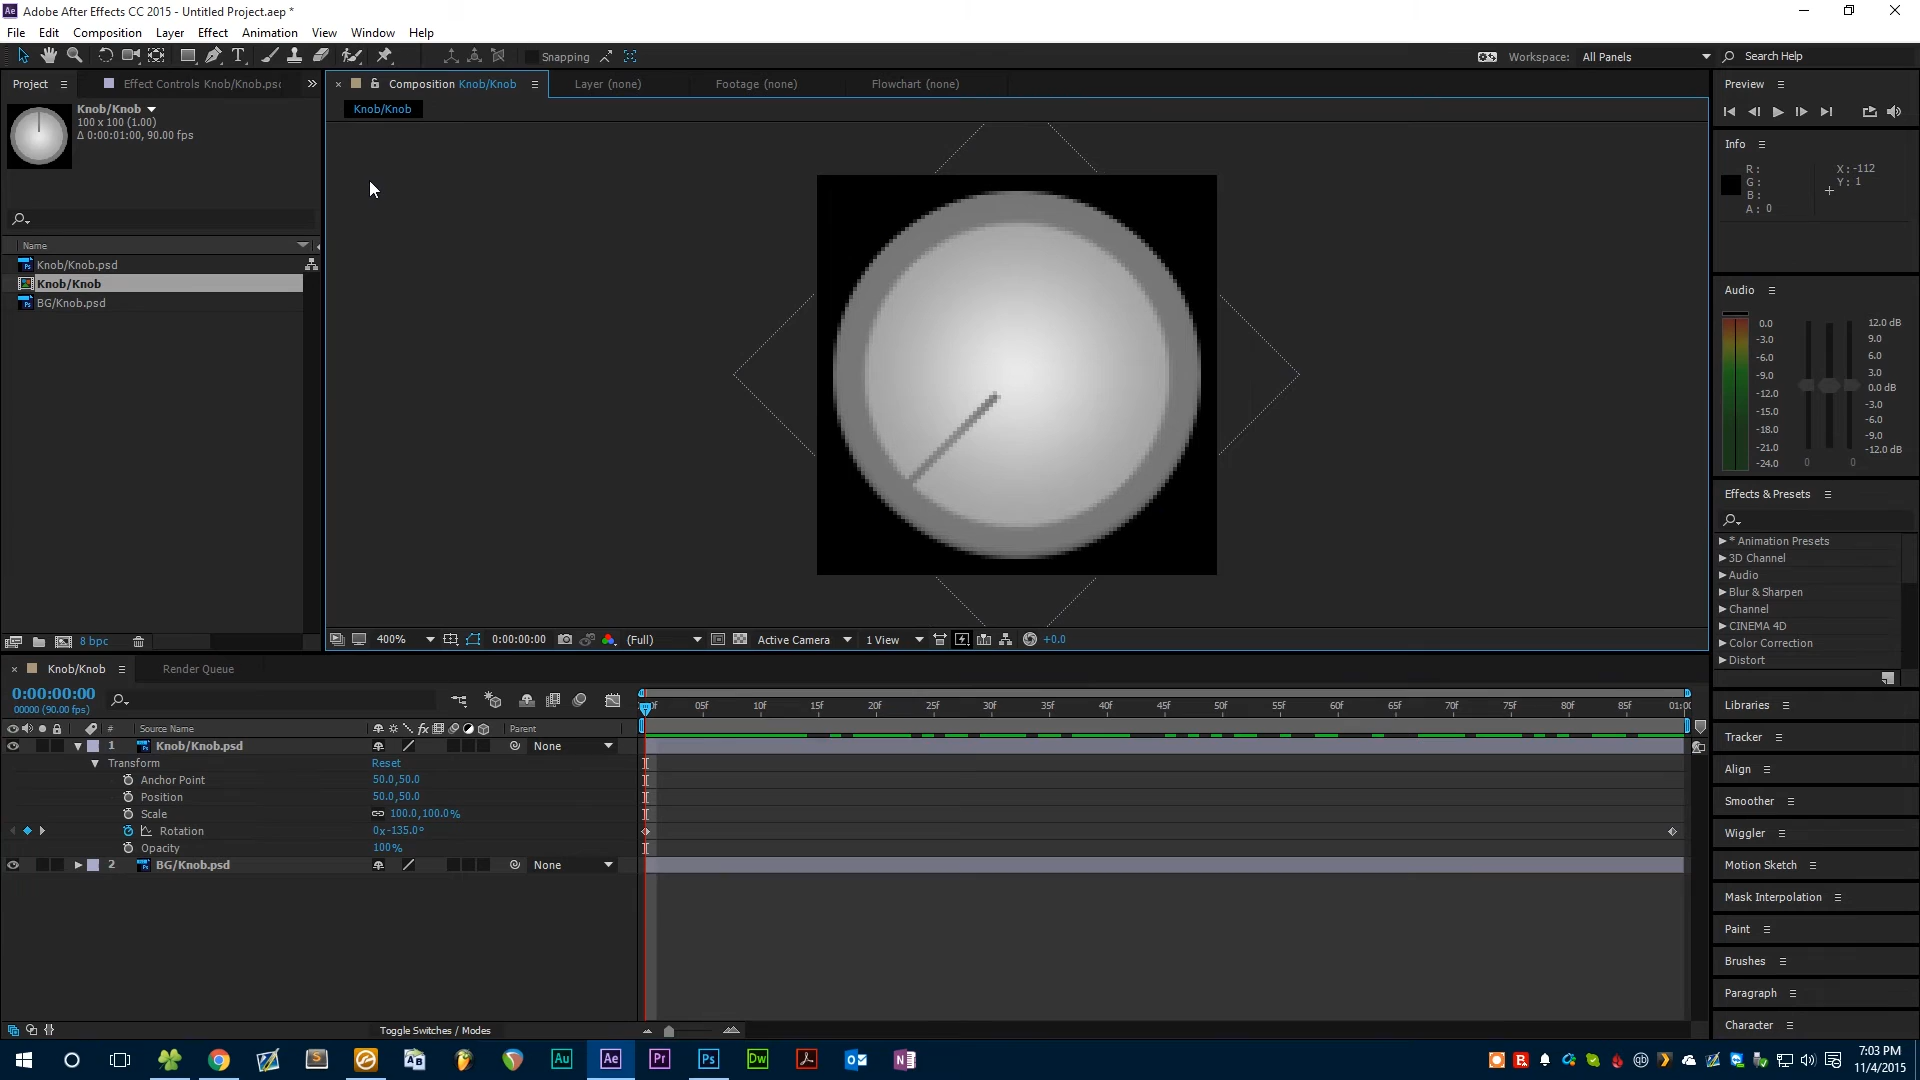 Ae Adobe After Effects CC 2015 - Untitled Project.aep *
File Edit Composition Layer Effect Animation View Window Help
Snapping
Workspace: All Panels
Search Help
Project
Effect Controls Knob/Knob.psd
Composition Knob/Knob
Layer (none)
Footage (none)
Flowchart (none)
Knob/Knob
Knob/Knob
100 x 100 (1.00)
Δ 0:00:01:00, 90.00 fps
Name
Knob/Knob.psd
Knob/Knob
BG/Knob.psd
8 bpc
400%
0:00:00:00
(Full)
Active Camera
1 View
+0.0
Preview
Info
R :
G :
B :
A : 0
X : -112
Y : 1
Audio
0.0
-3.0
-6.0
-9.0
-12.0
-15.0
-18.0
-21.0
-24.0
12.0 dB
9.0
6.0
3.0
0.0 dB
-3.0
-6.0
-9.0
-12.0 dB
0 0
Effects & Presets
* Animation Presets
3D Channel
Audio
Blur & Sharpen
Channel
CINEMA 4D
Color Correction
Distort
Libraries
Tracker
Align
Smoother
Wiggler
Motion Sketch
Mask Interpolation
Paint
Brushes
Paragraph
Character
Knob/Knob
Render Queue
0:00:00:00
00000 (90.00 fps)
05f 10f 15f 20f 25f 30f 35f 40f 45f 50f 55f 60f 65f 70f 75f 80f 85f
# Source Name
fx
Parent
1 Knob/Knob.psd None
Transform Reset
Anchor Point 50.0,50.0
Position 50.0,50.0
Scale 100.0,100.0%
Rotation 0x-135.0°
Opacity 100%
2 BG/Knob.psd None
Toggle Switches / Modes
Au Ae Pr Ps Dw
7:03 PM
11/4/2015